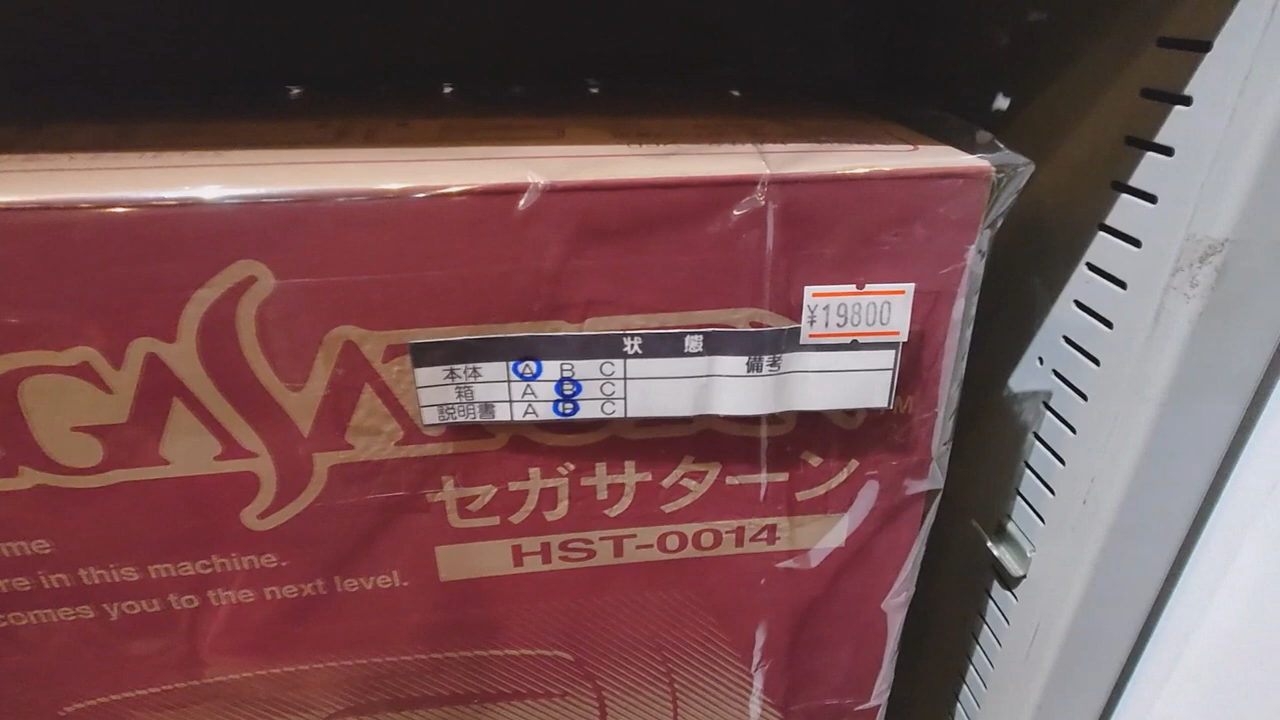 ¥19800
状態
本体 A B C 備考
箱 A B C
説明書 A B C
TM
セガサターン
HST-0014
me
re in this machine.
comes you to the next level.